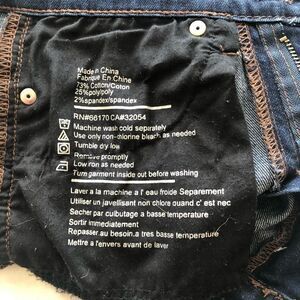 Made in China
Fabrique En Chine
73% Cotton/Coton
25%poly/poly
2%spandex/spandex
RN#66170 CA#32054
Machine wash cold separately
Use only non-chlorine bleach as needed
Tumble dry low
Remove promptly
Low iron as needed
Turn garment inside out before washing
Laver a la machine a l'eau froide Separement
Utiliser un javellisant non chlore quand c' est nec
Secher par culbutage a basse temperature
Sortir immediatement
Repasser au besoin.a tres basse temperature
Mettre a l'envers avant de laver